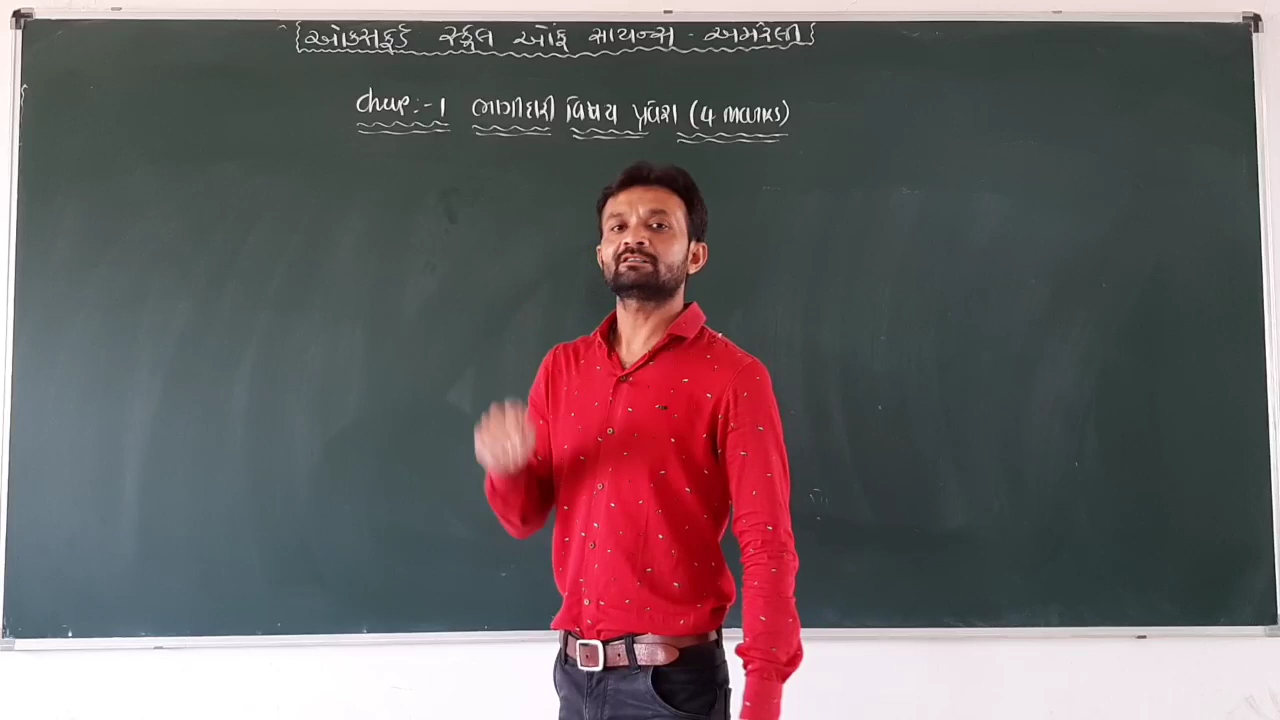 {ઓક્સફર્ડ સ્કૂલ ઓફ સાયન્સ - અમરેલી}
Chap:-1 ભાગીદારી વિષય પ્રવેશ (4 marks)